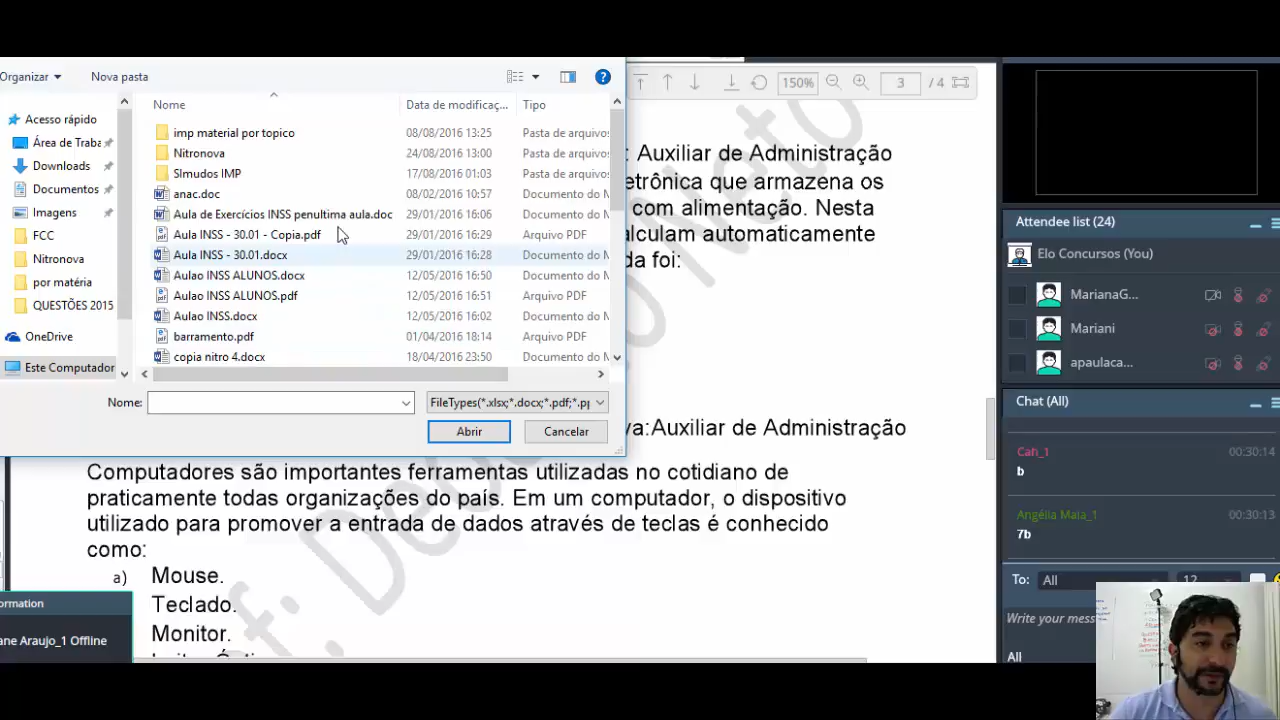 Organizar
Nova pasta
Nome
Data de modificaç...
Tipo
Acesso rápido
Área de Traba
Downloads
Documentos
Imagens
FCC
Nitronova
por matéria
QUESTÕES 2015
OneDrive
Este Computador
imp material por topico 08/08/2016 13:25 Pasta de arquivos
Nitronova 24/08/2016 13:00 Pasta de arquivos
SImudos IMP 17/08/2016 01:03 Pasta de arquivos
anac.doc 08/02/2016 10:57 Documento do M
Aula de Exercícios INSS penultima aula.doc 29/01/2016 16:06 Documento do M
Aula INSS - 30.01 - Copia.pdf 29/01/2016 16:29 Arquivo PDF
Aula INSS - 30.01.docx 29/01/2016 16:28 Documento do M
Aulao INSS ALUNOS.docx 12/05/2016 16:50 Documento do M
Aulao INSS ALUNOS.pdf 12/05/2016 16:51 Arquivo PDF
Aulao INSS.docx 12/05/2016 16:02 Documento do M
barramento.pdf 01/04/2016 18:14 Arquivo PDF
copia nitro 4.docx 18/04/2016 23:50 Documento do M
Nome:
FileTypes(*.xlsx;*.docx;*.pdf;*.pp
Abrir
Cancelar
150% 3 / 4
: Auxiliar de Administração
etrônica que armazena os
com alimentação. Nesta
alculam automaticamente
da foi:
va:Auxiliar de Administração
Computadores são importantes ferramentas utilizadas no cotidiano de
praticamente todas organizações do país. Em um computador, o dispositivo
utilizado para promover a entrada de dados através de teclas é conhecido
como:
a) Mouse.
Teclado.
Monitor.
ormation
ane Araujo_1 Offline
Attendee list (24)
Elo Concursos (You)
MarianaG...
Mariani
apaulaca...
Chat (All)
Cafi_1 00:30:14
b
Angélia Maia_1 00:30:13
7b
To: All 12
Write your mess
All